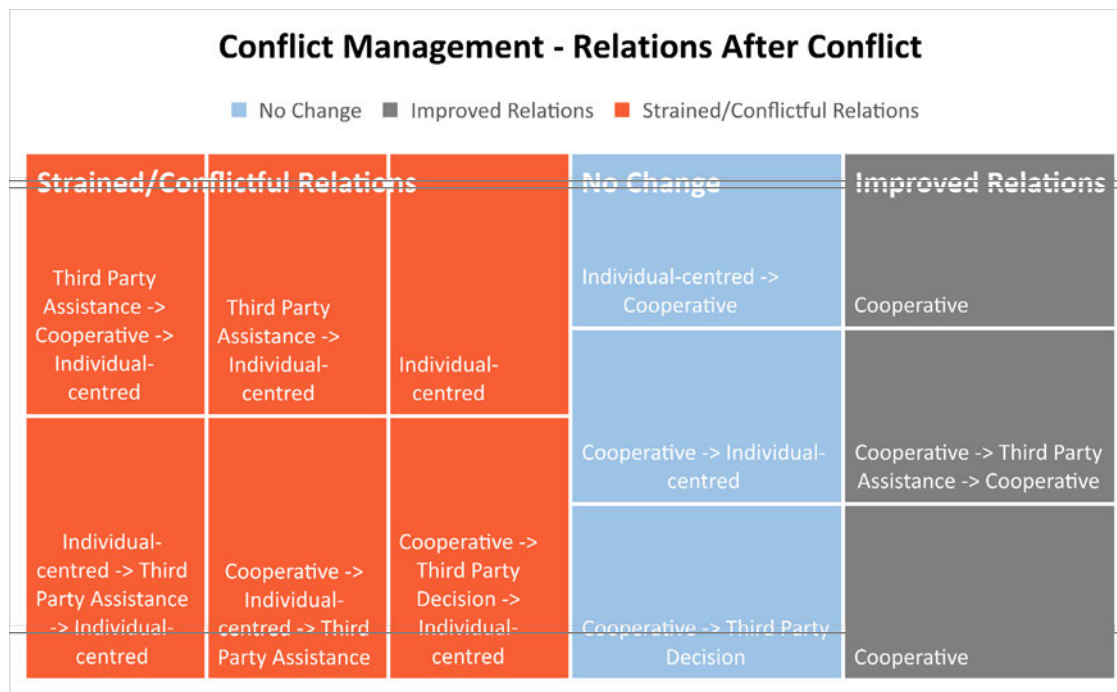 Conflict Management - Relations After Conflict
No Change Improved Relations Strained/Conflictful Relations
Strained/Conflictful Relations
Third Party
Assistance ->
Cooperative ->
Individual-
centred
Third Party
Assistance->
Individual-
centred
Individual-
centred
Individual-
centred -> Third
Party Assistance
-> Individual-
centred
Cooperative ->
Individual-
centred -> Third
Party Assistance
Cooperative ->
Third Party
Decision ->
Individual-
centred
No Change
Individual-centred ->
Cooperative
Cooperative -> Individual-
centred
Cooperative -> Third Party
Decision
Improved Relations
Cooperative
Cooperative -> Third Party
Assistance -> Cooperative
Cooperative